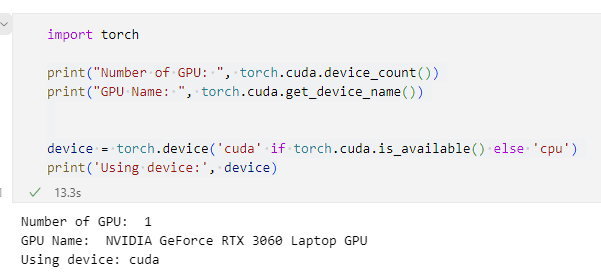 import torch
print("Number of GPU: ", torch.cuda.device_count())
print("GPU Name: ", torch.cuda.get_device_name())
device = torch.device('cuda' if torch.cuda.is_available() else 'cpu')
print('Using device:', device)
13.3s
Number of GPU:  1
GPU Name:  NVIDIA GeForce RTX 3060 Laptop GPU
Using device: cuda